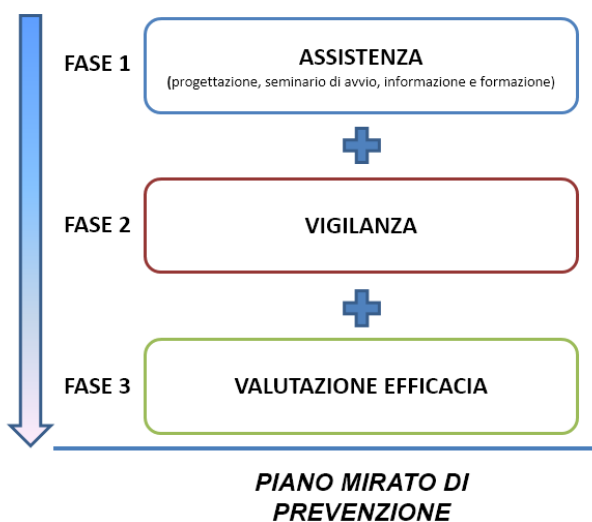 FASE 1
ASSISTENZA
(progettazione, seminario di avvio, informazione e formazione)
FASE 2
VIGILANZA
FASE 3
VALUTAZIONE EFFICACIA
PIANO MIRATO DI
PREVENZIONE